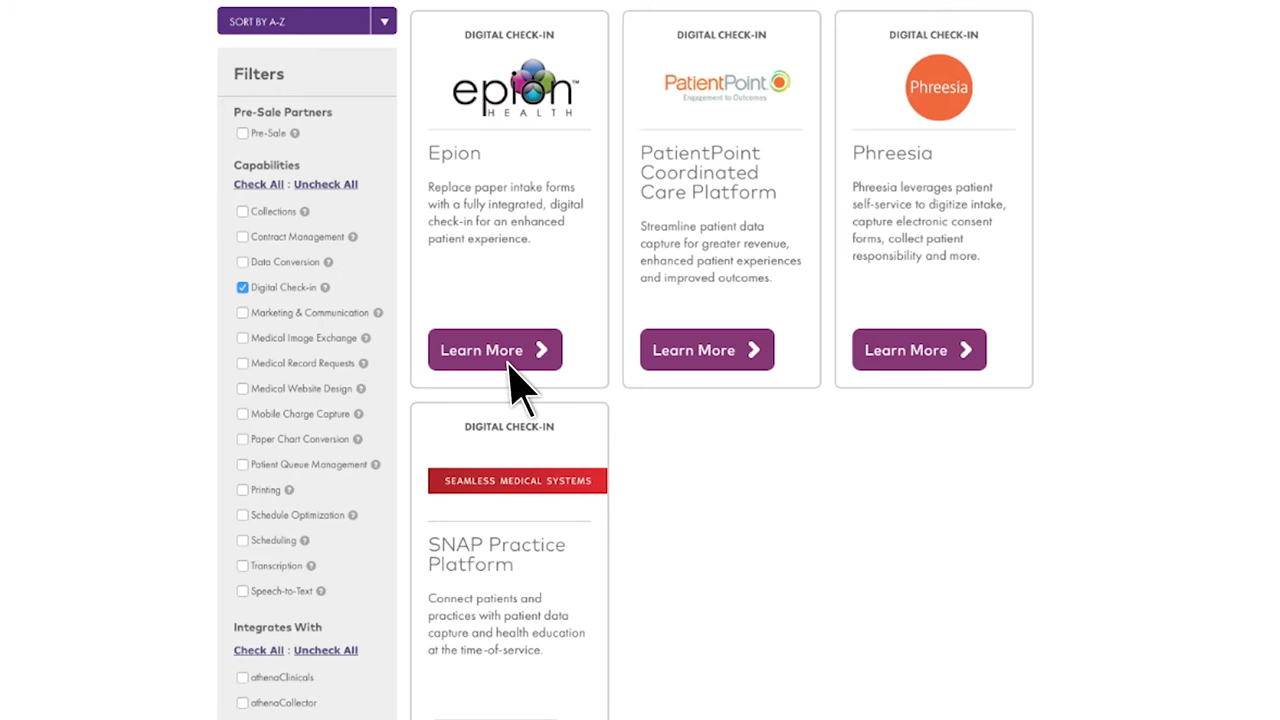 SORT BY A-Z
Filters
Pre-Sale Partners
Pre-Sale
Capabilities
Check All : Uncheck All
Collections
Contract Management
Data Conversion
Digital Check-in
Marketing & Communication
Medical Image Exchange
Medical Record Requests
Medical Website Design
Mobile Charge Capture
Paper Chart Conversion
Patient Queue Management
Printing
Schedule Optimization
Scheduling
Transcription
Speech-to-Text
Integrates With
Check All : Uncheck All
athenaClinicals
athenaCollector
DIGITAL CHECK-IN
epion™
HEALTH
Epion
Replace paper intake forms
with a fully integrated, digital
check-in for an enhanced
patient experience.
Learn More
DIGITAL CHECK-IN
PatientPoint
Engagement to Outcomes
PatientPoint
Coordinated
Care Platform
Streamline patient data
capture for greater revenue,
enhanced patient experiences
and improved outcomes.
Learn More
DIGITAL CHECK-IN
Phreesia
Phreesia
Phreesia leverages patient
self-service to digitize intake,
capture electronic consent
forms, collect patient
responsibility and more.
Learn More
DIGITAL CHECK-IN
SEAMLESS MEDICAL SYSTEMS
SNAP Practice
Platform
Connect patients and
practices with patient data
capture and health education
at the time-of-service.